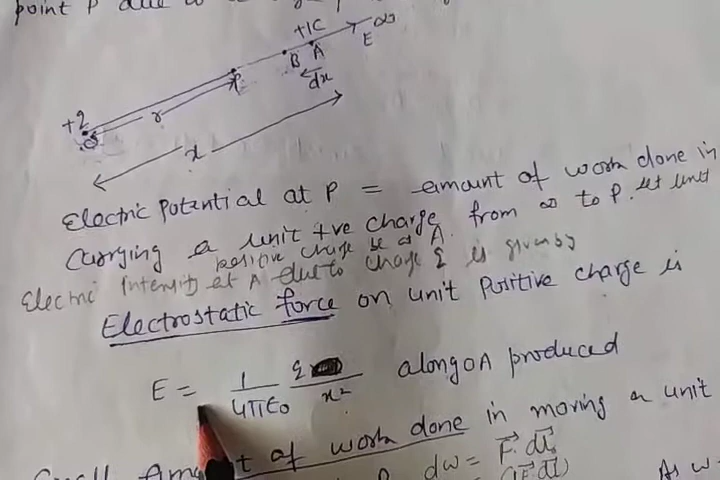 point P due to
+1C
∞
E
B A
dx
P
+q
O
r
x
Electric Potential at P = amount of work done in
Carrying a unit +ve charge from ∞ to P. Let unit
positive charge be at A.
Electric Intensity at A due to charge q is given by
Electrostatic force on unit Positive charge is
E = 1/4πε₀ q/x² along OA produced
Small Amount of work done in moving a unit
dw = F⃗.dl⃗
As w